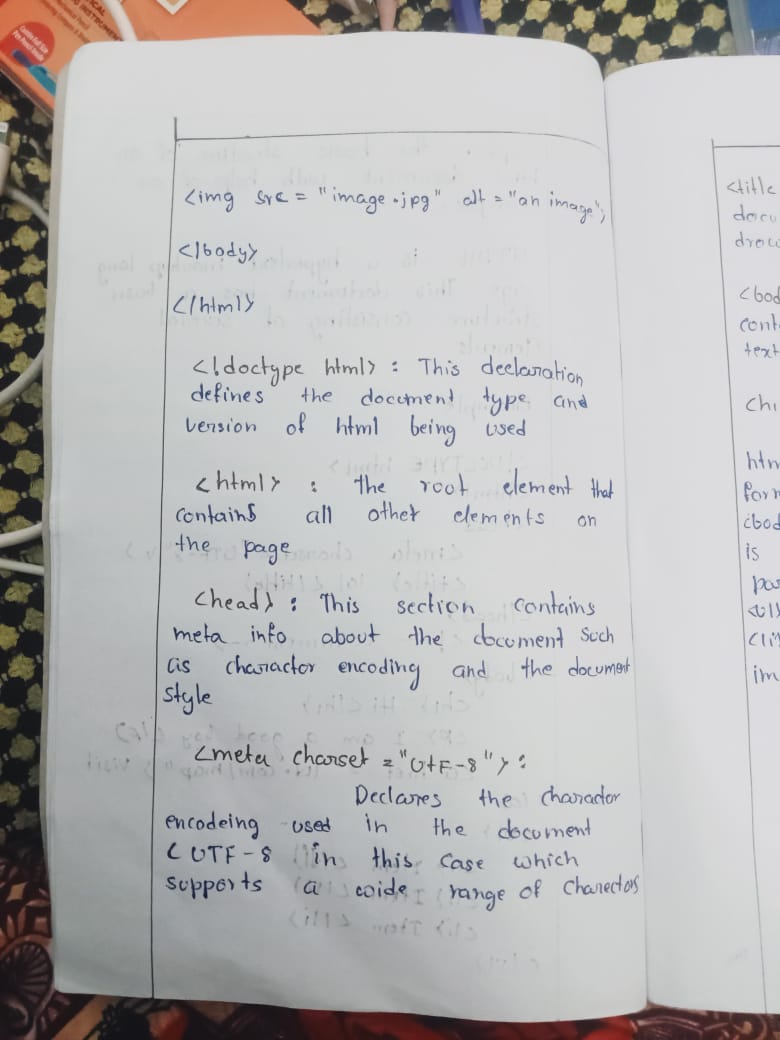 <img src = "image.jpg" alt = "an image",
</body>
</html>
<!doctype html> : This declaration
defines the document type and
version of html being used
<html> : the root element that
contains all other elements on
the page
<head> : This section contains
meta info about the document such
as charactor encoding and the document
style
<meta charset = "UTF-8"> :
Declares the charactor
encodeing used in the document
< UTF-8 in this case which
supports a wide range of charectors
<title
docu
<bod
cont
text
htm
form
<bod
is
<li
im